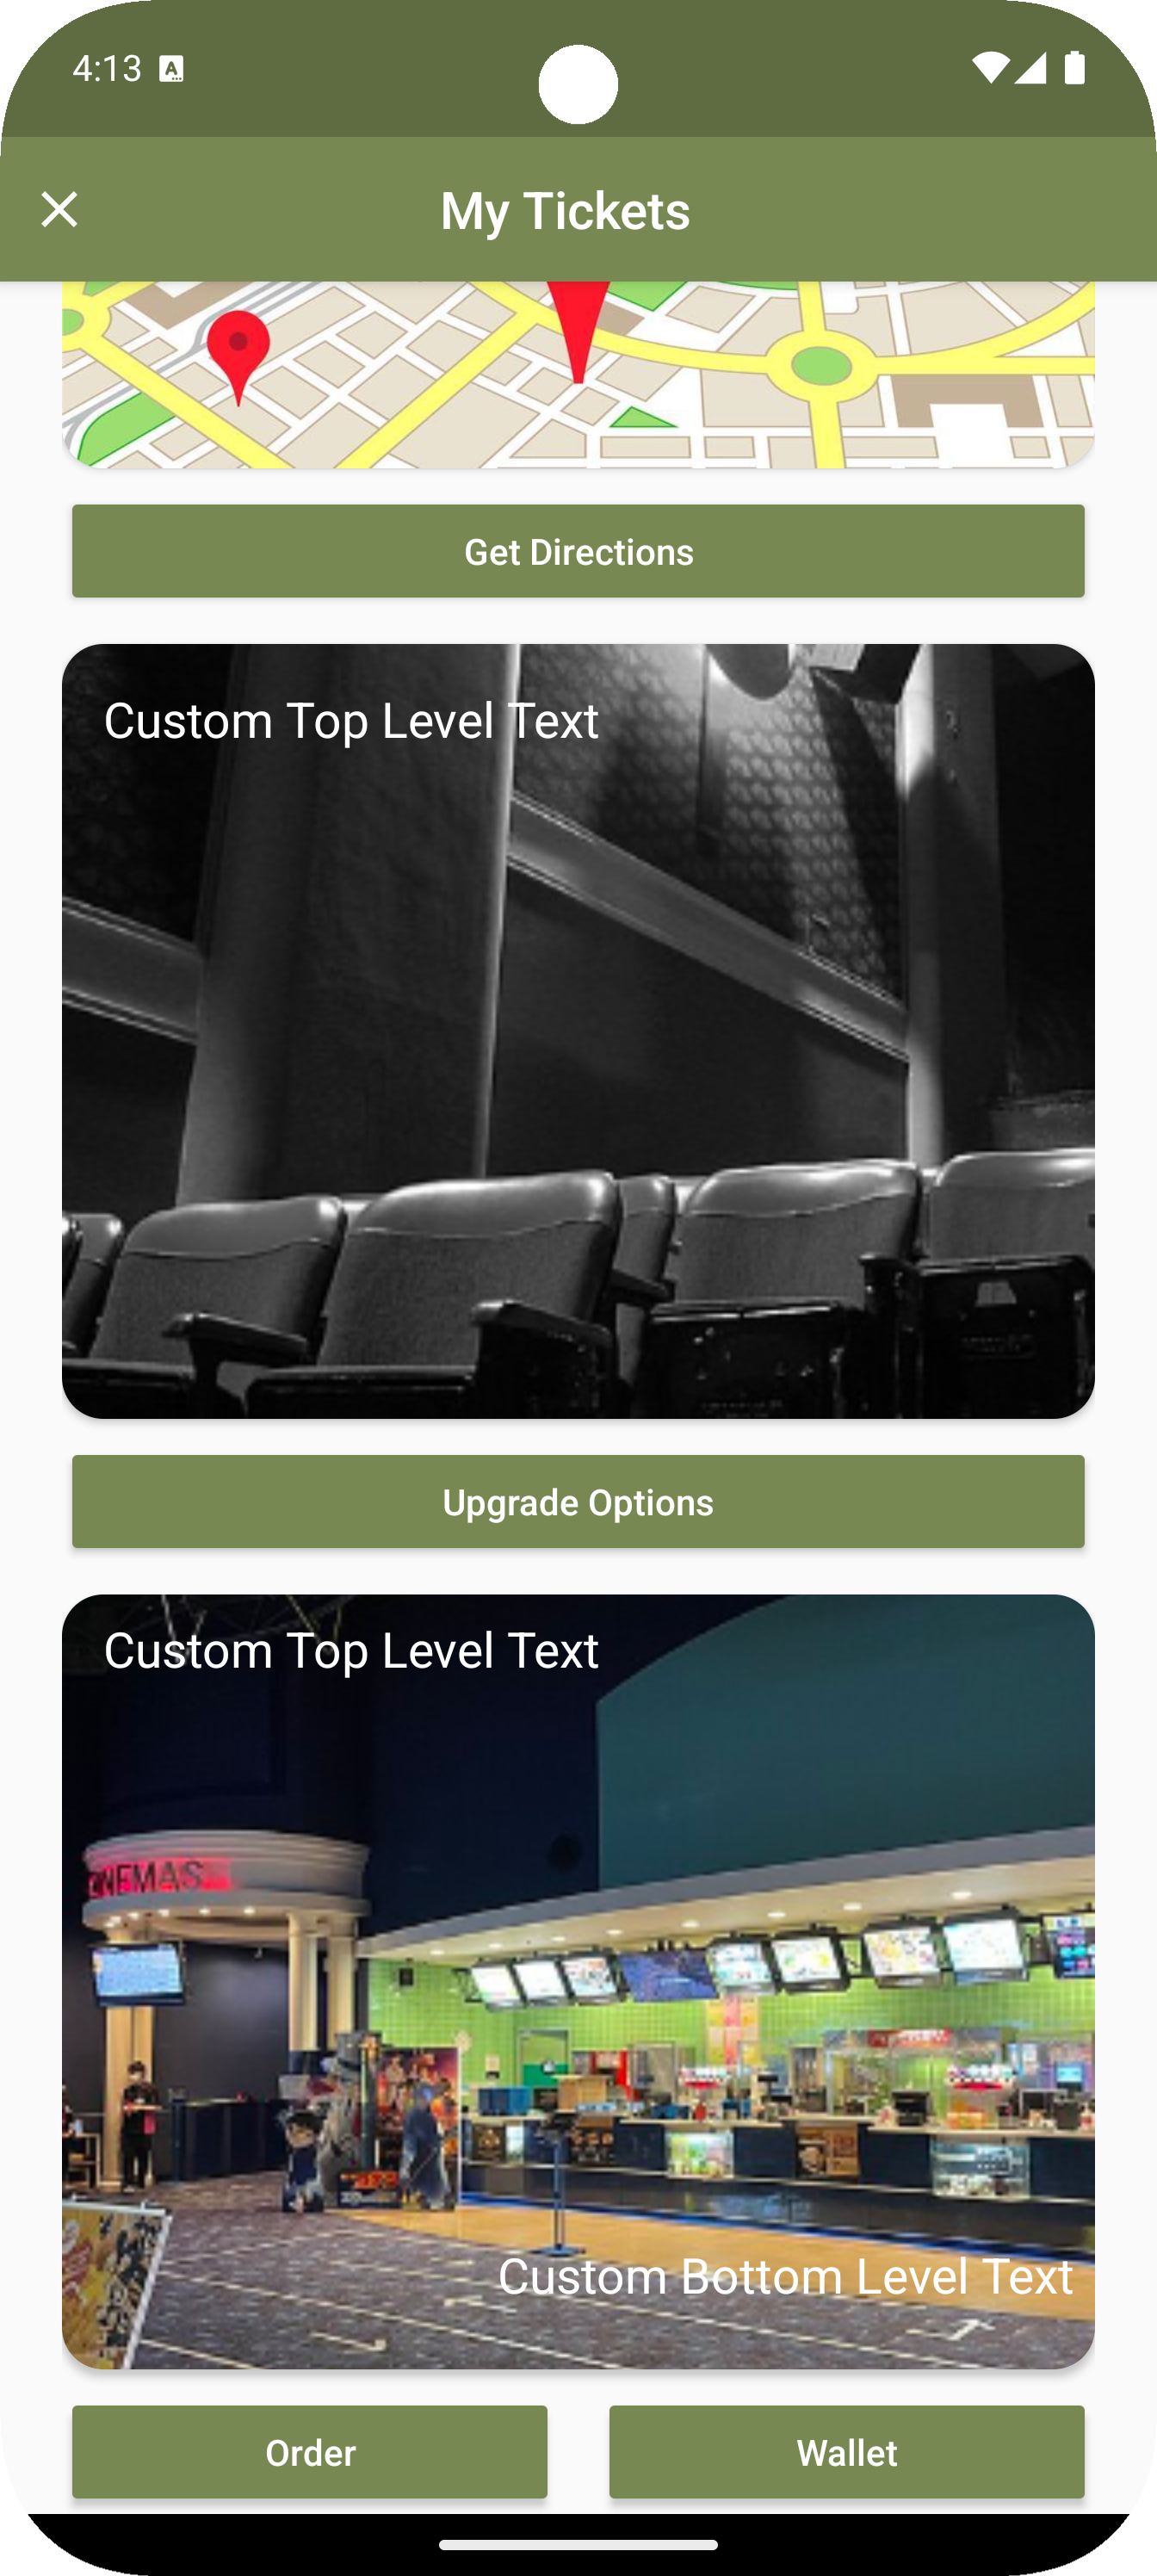 4:13
My Tickets
Get Directions
Custom Top Level Text
Upgrade Options
Custom Top Level Text
CINEMAS
Custom Bottom Level Text
Order
Wallet